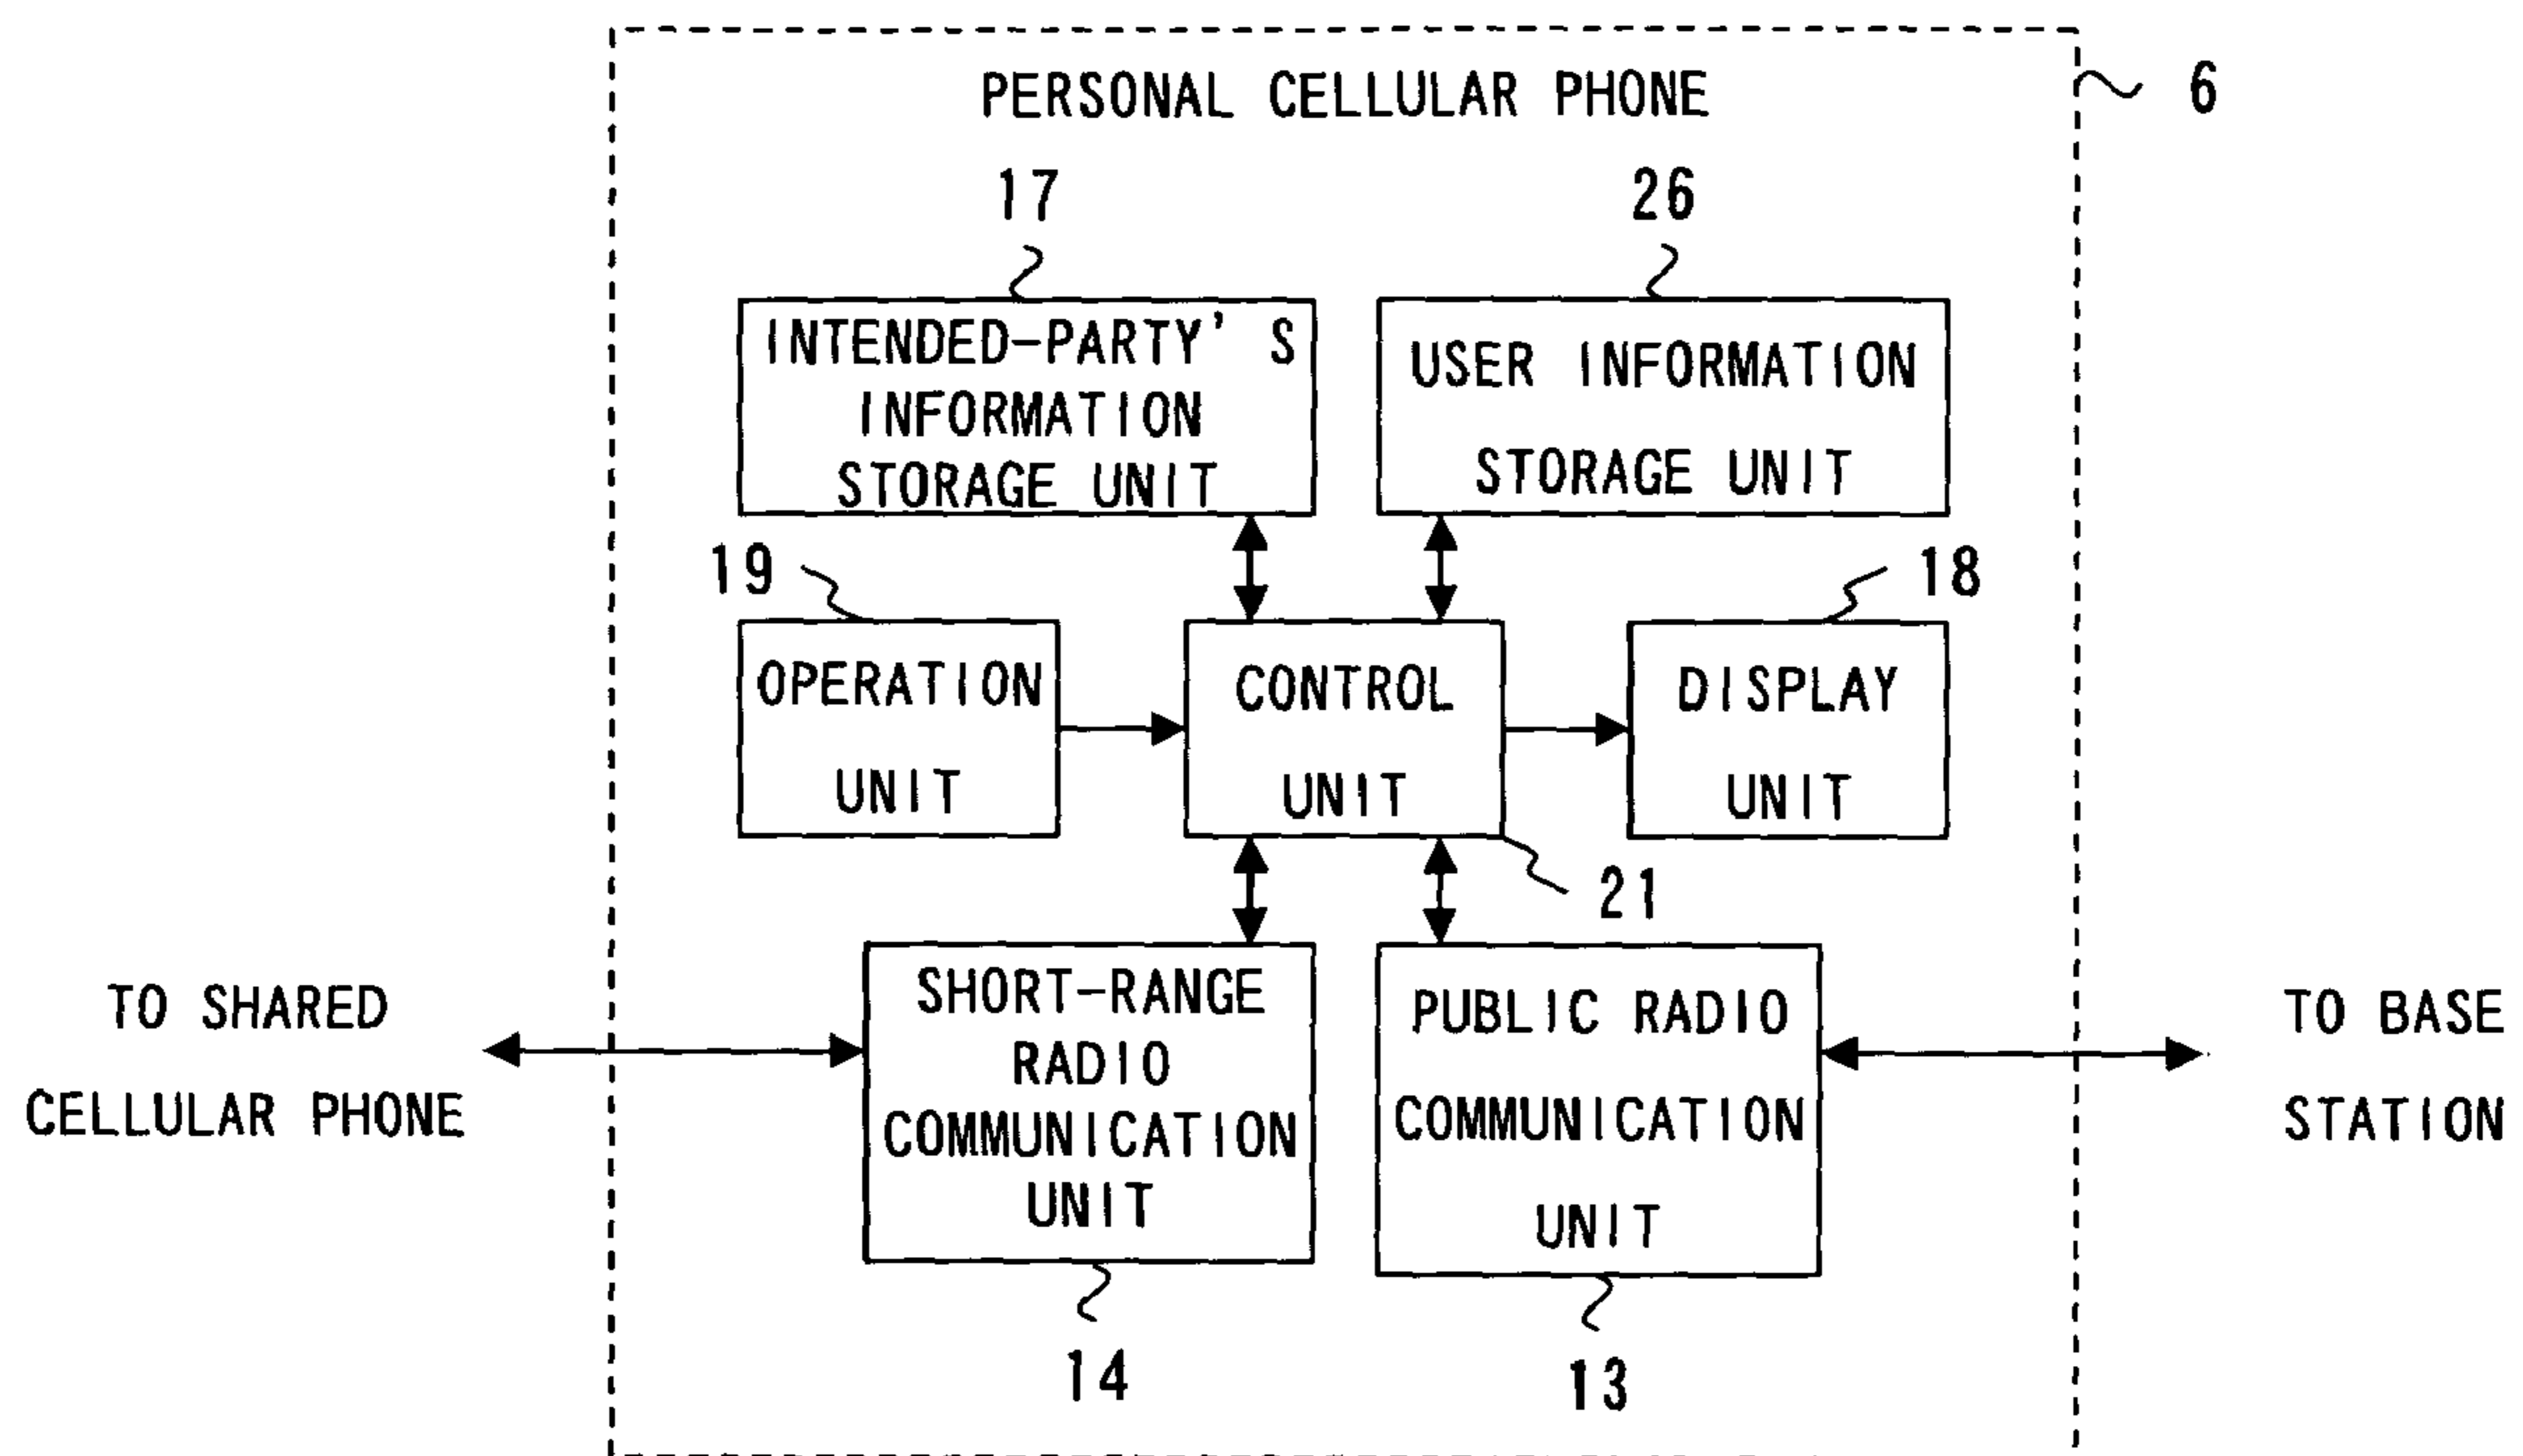 PERSONAL CELLULAR PHONE
6
17
26
INTENDED-PARTY'S
INFORMATION
STORAGE UNIT
USER INFORMATION
STORAGE UNIT
19
18
OPERATION
UNIT
CONTROL
UNIT
DISPLAY
UNIT
21
TO SHARED
CELLULAR PHONE
SHORT-RANGE
RADIO
COMMUNICATION
UNIT
PUBLIC RADIO
COMMUNICATION
UNIT
TO BASE
STATION
14
13